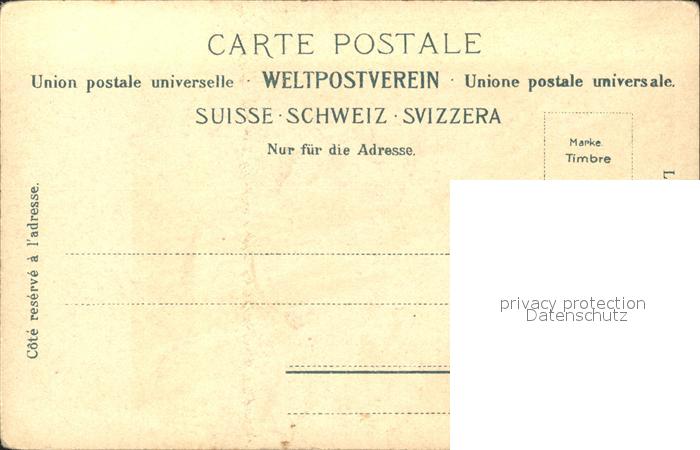 CARTE POSTALE
Union postale universelle · WELTPOSTVEREIN · Unione postale universale.
SUISSE · SCHWEIZ · SVIZZERA
Nur für die Adresse.
Marke.
Timbre
Côté resérvé à l'adresse.
privacy protection
Datenschutz